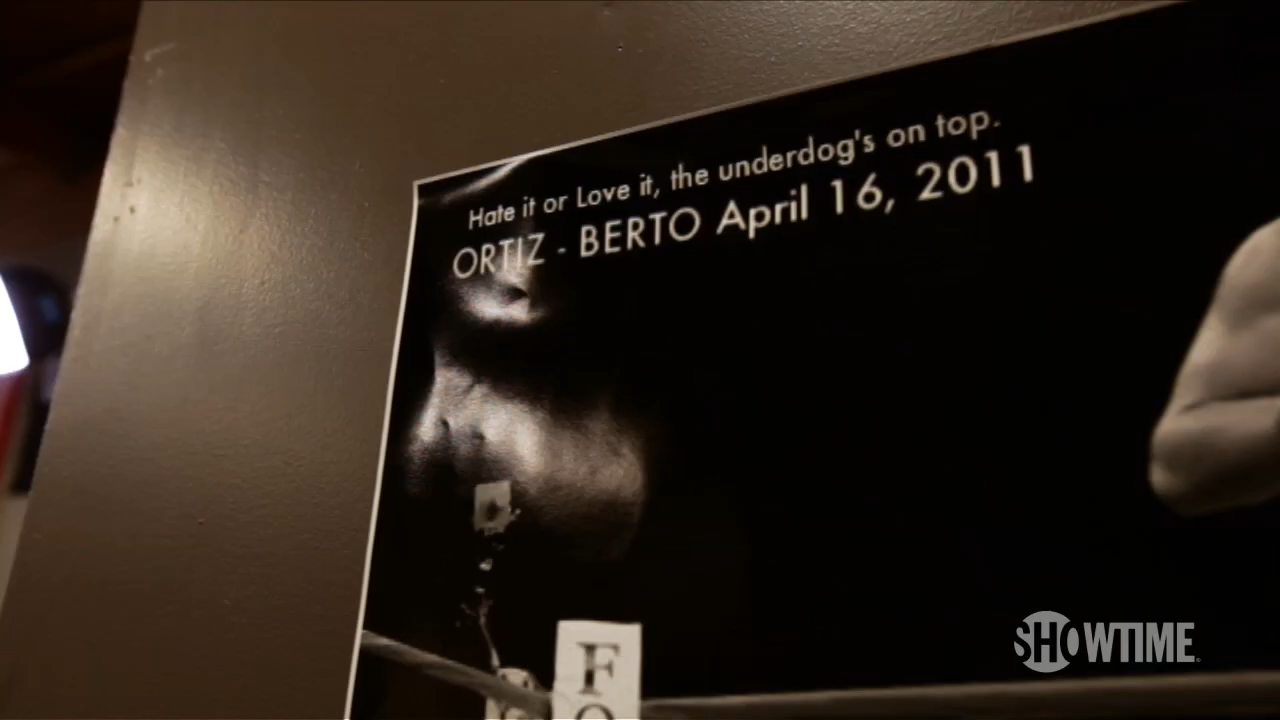 Hate it or Love it, the underdog's on top.
ORTIZ - BERTO April 16, 2011
F
SHOWTIME